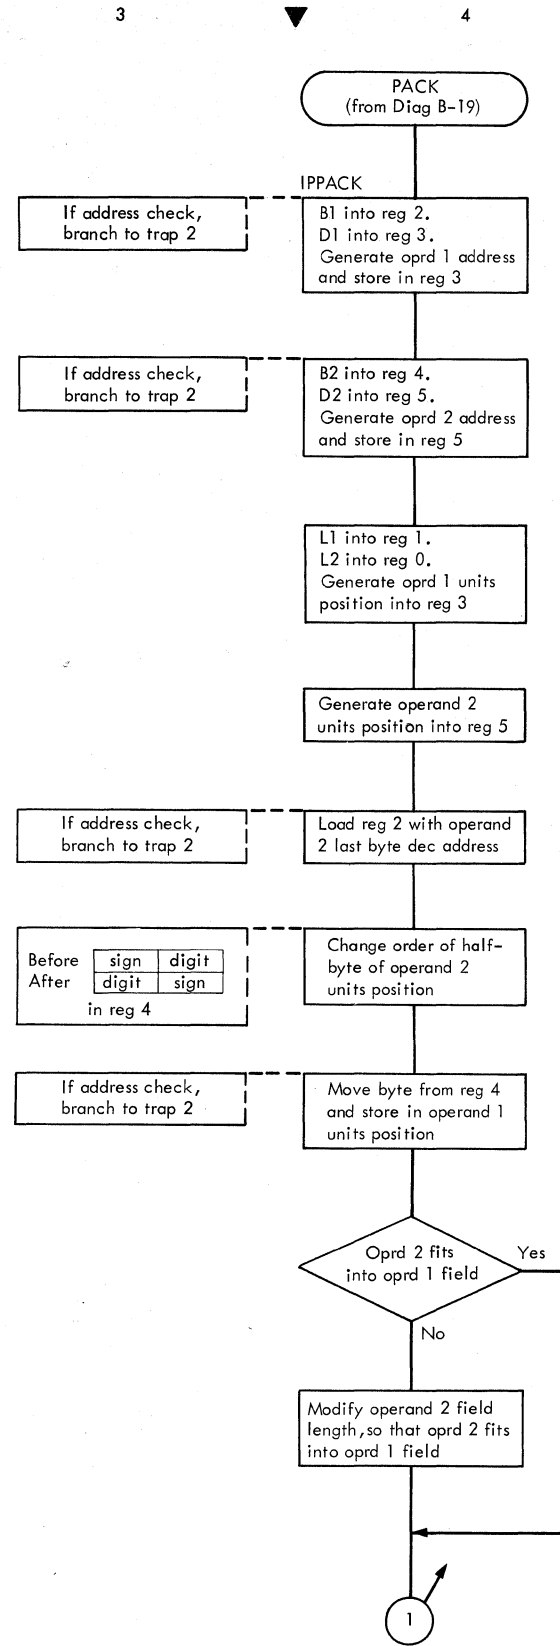 3 4
PACK
(from Diag B-19)
IPPACK
If address check,
branch to trap 2
B1 into reg 2.
D1 into reg 3.
Generate oprd 1 address
and store in reg 3
If address check,
branch to trap 2
B2 into reg 4.
D2 into reg 5.
Generate oprd 2 address
and store in reg 5
L1 into reg 1.
L2 into reg 0.
Generate oprd 1 units
position into reg 3
Generate operand 2
units position into reg 5
If address check,
branch to trap 2
Load reg 2 with operand
2 last byte dec address
Before sign digit
After digit sign
in reg 4
Change order of half-
byte of operand 2
units position
If address check,
branch to trap 2
Move byte from reg 4
and store in operand 1
units position
Oprd 2 fits
into oprd 1 field
Yes
No
Modify operand 2 field
length,so that oprd 2 fits
into oprd 1 field
1